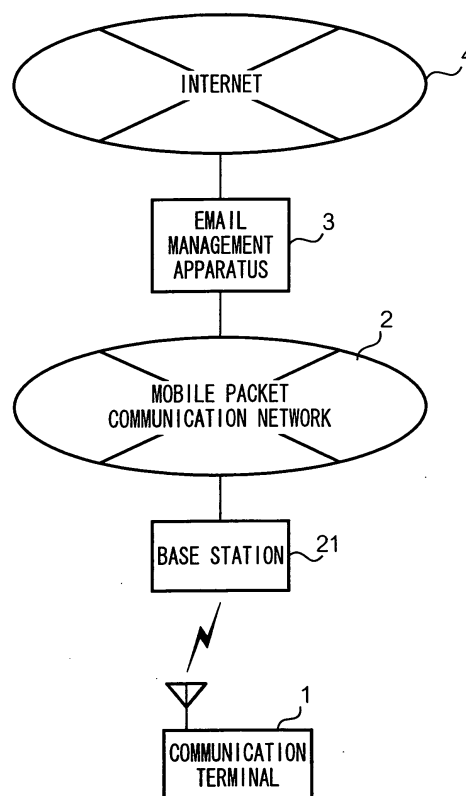 4
INTERNET
EMAIL
MANAGEMENT
APPARATUS
3
2
MOBILE PACKET
COMMUNICATION NETWORK
BASE STATION
21
1
COMMUNICATION
TERMINAL